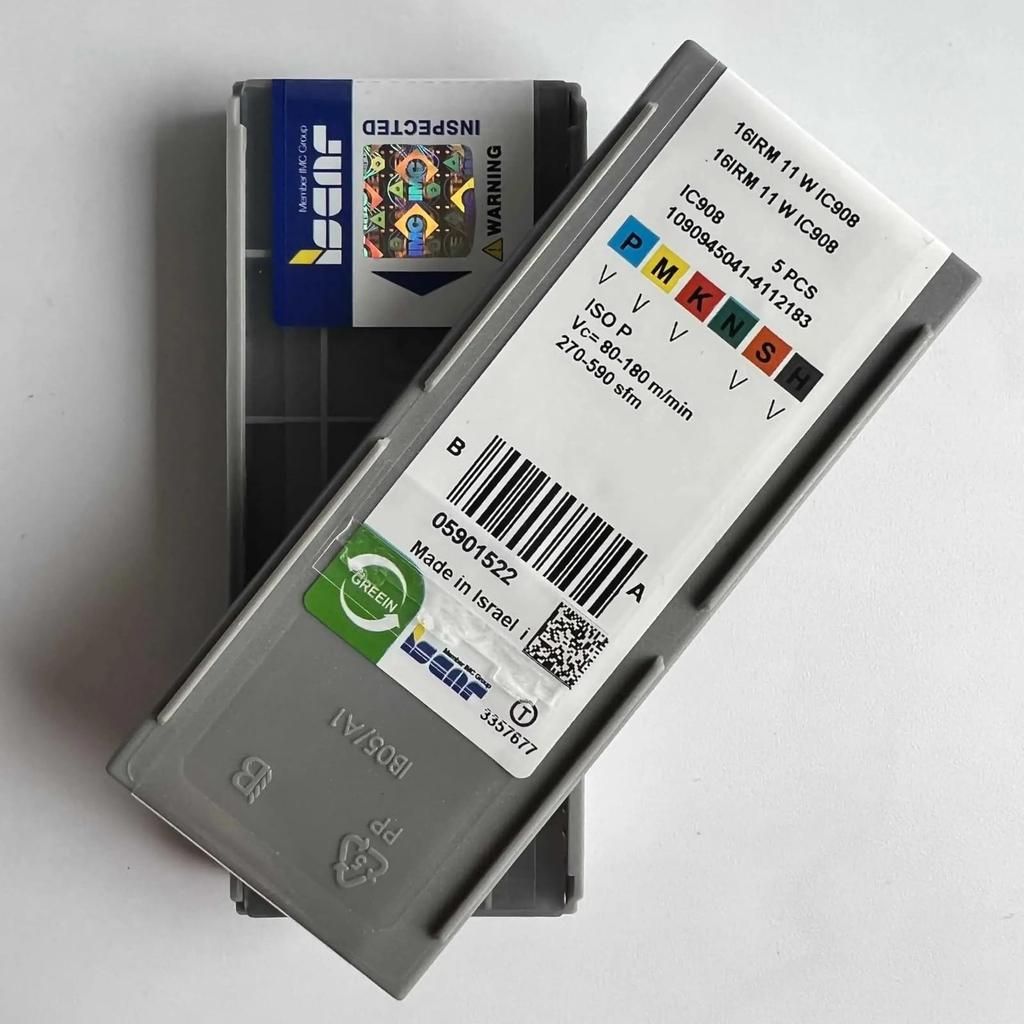 iscar
Member IMC Group
INSPECTED
IMC IMC
WARNING
16IRM 11 W IC908
16IRM 11 W IC908
IC908
5 PCS
1090945041-4112183
P M K N S H
V V V V V
ISO P
Vc= 80-180 m/min
270-590 sfm
B
A
05901522
Made in Israel i
GREEIN
iscar
Member IMC Group
T
3357677
IB05/A1
B
5
PP